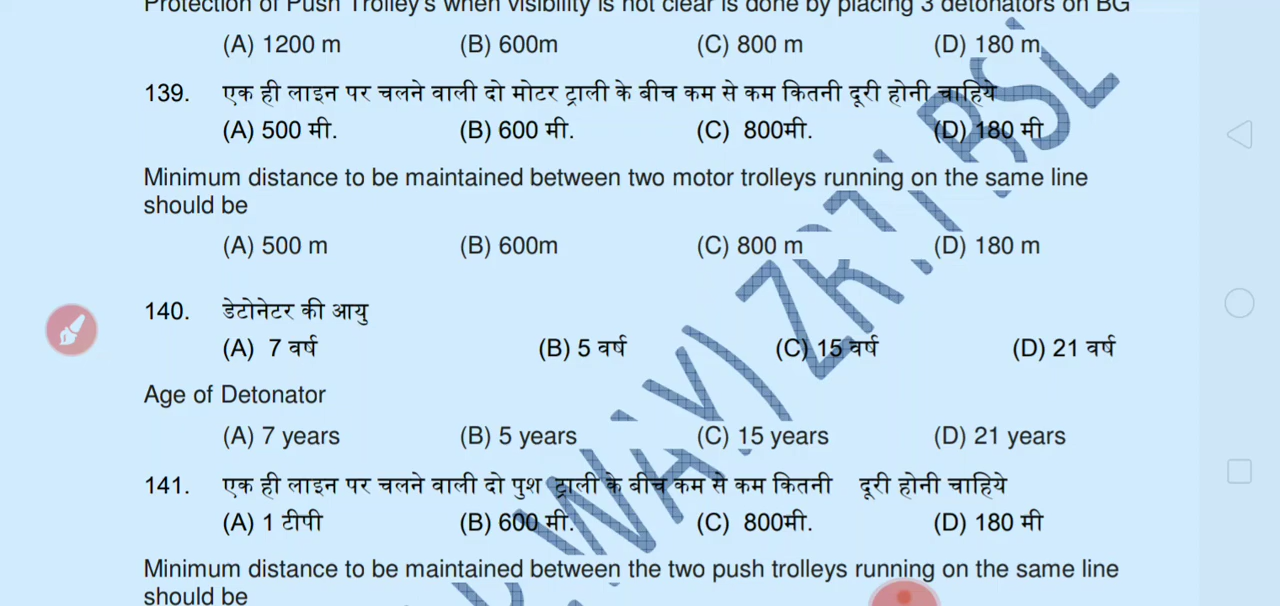 Protection of Push Trolley's when visibility is not clear is done by placing 3 detonators on BG
(A) 1200 m (B) 600m (C) 800 m (D) 180 m
139. एक ही लाइन पर चलने वाली दो मोटर ट्राली के बीच कम से कम कितनी दूरी होनी चाहिये
(A) 500 मी. (B) 600 मी. (C) 800मी. (D) 180 मी
Minimum distance to be maintained between two motor trolleys running on the same line
should be
(A) 500 m (B) 600m (C) 800 m (D) 180 m
140. डेटोनेटर की आयु
(A) 7 वर्ष (B) 5 वर्ष (C) 15 वर्ष (D) 21 वर्ष
Age of Detonator
(A) 7 years (B) 5 years (C) 15 years (D) 21 years
141. एक ही लाइन पर चलने वाली दो पुश ट्राली के बीच कम से कम कितनी दूरी होनी चाहिये
(A) 1 टीपी (B) 600 मी. (C) 800मी. (D) 180 मी
Minimum distance to be maintained between the two push trolleys running on the same line
should be
WAY) ZRTI BSL